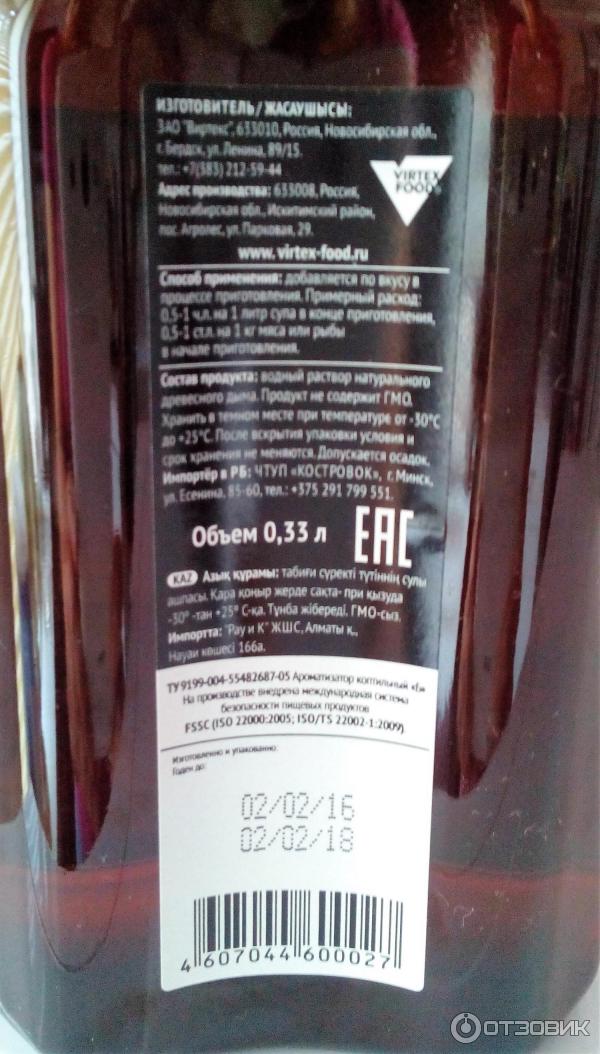 ИЗГОТОВИТЕЛЬ / ЖАСАУШЫСЫ:
ЗАО "Виртекс", 633010, Россия, Новосибирская обл.,
г. Бердск, ул. Ленина, 89/15.
тел.: +7(383) 212-59-44
Адрес производства: 633008, Россия,
Новосибирская обл., Искитимский район,
пос. Агролес, ул. Парковая, 29.
VIRTEX
FOOD
www.virtex-food.ru
Способ применения: добавляется по вкусу в
процессе приготовления. Примерный расход:
0,5-1 ч.л. на 1 литр супа в конце приготовления,
0,5-1 ст.л. на 1 кг мяса или рыбы
в начале приготовления.
Состав продукта: водный раствор натурального
древесного дыма. Продукт не содержит ГМО.
Хранить в темном месте при температуре от -30°С
до +25°С. После вскрытия упаковки условия и
срок хранения не меняются. Допускается осадок.
Импортёр в РБ: ЧТУП «КОСТРОВОК», г. Минск,
ул. Есенина, 85-60, тел.: +375 291 799 551.
Объем 0,33 л
EAC
KAZ Азық құрамы: табиғи сүректі түтіннің сулы
ашпасы. Қара қоңыр жерде сақта- при қызуда
-30° -тан +25° С-қа. Тұнба жібереді. ГМО-сыз.
Импортта: "Рау и К" ЖШС, Алматы к.,
Науаи көшесі 166а.
ТУ 9199-004-55482687-05 Ароматизатор коптильный
На производстве внедрена международная система
безопасности пищевых продуктов
FSSC (ISO 22000:2005; ISO/TS 22002-1:2009)
Изготовлено и упаковано:
Годен до:
02/02/16
02/02/18
4 607044 600027
ОТЗОВИК